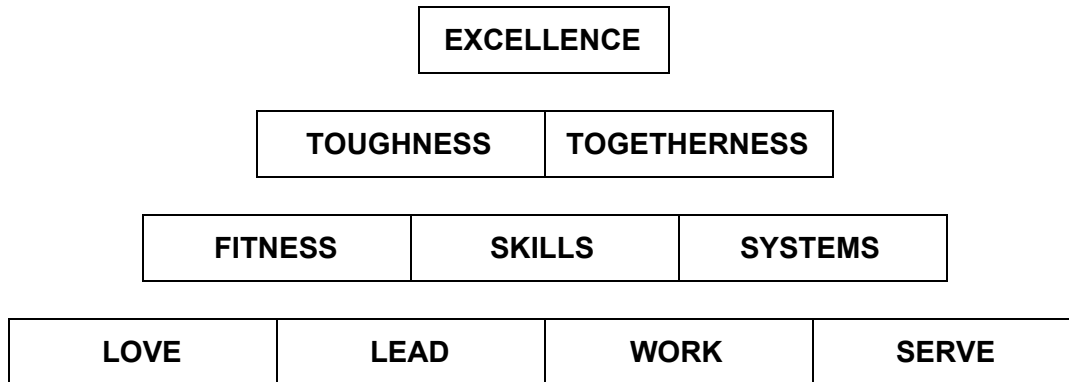 EXCELLENCE
TOUGHNESS TOGETHERNESS
FITNESS SKILLS SYSTEMS
LOVE LEAD WORK SERVE